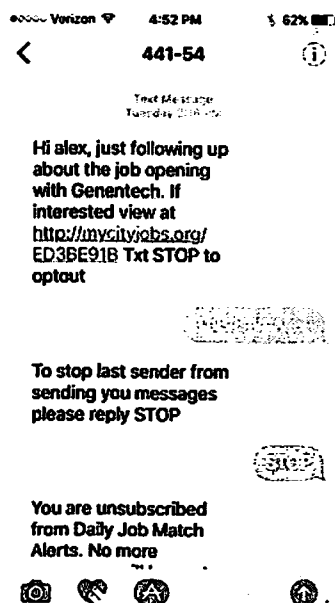 Verizon 4:52 PM 62%
441-54
Text Message
Tuesday
Hi alex, just following up
about the job opening
with Genentech. If
interested view at
http://mycityjobs.org/
ED3BE91B Txt STOP to
optout
To stop last sender from
sending you messages
please reply STOP
You are unsubscribed
from Daily Job Match
Alerts. No more